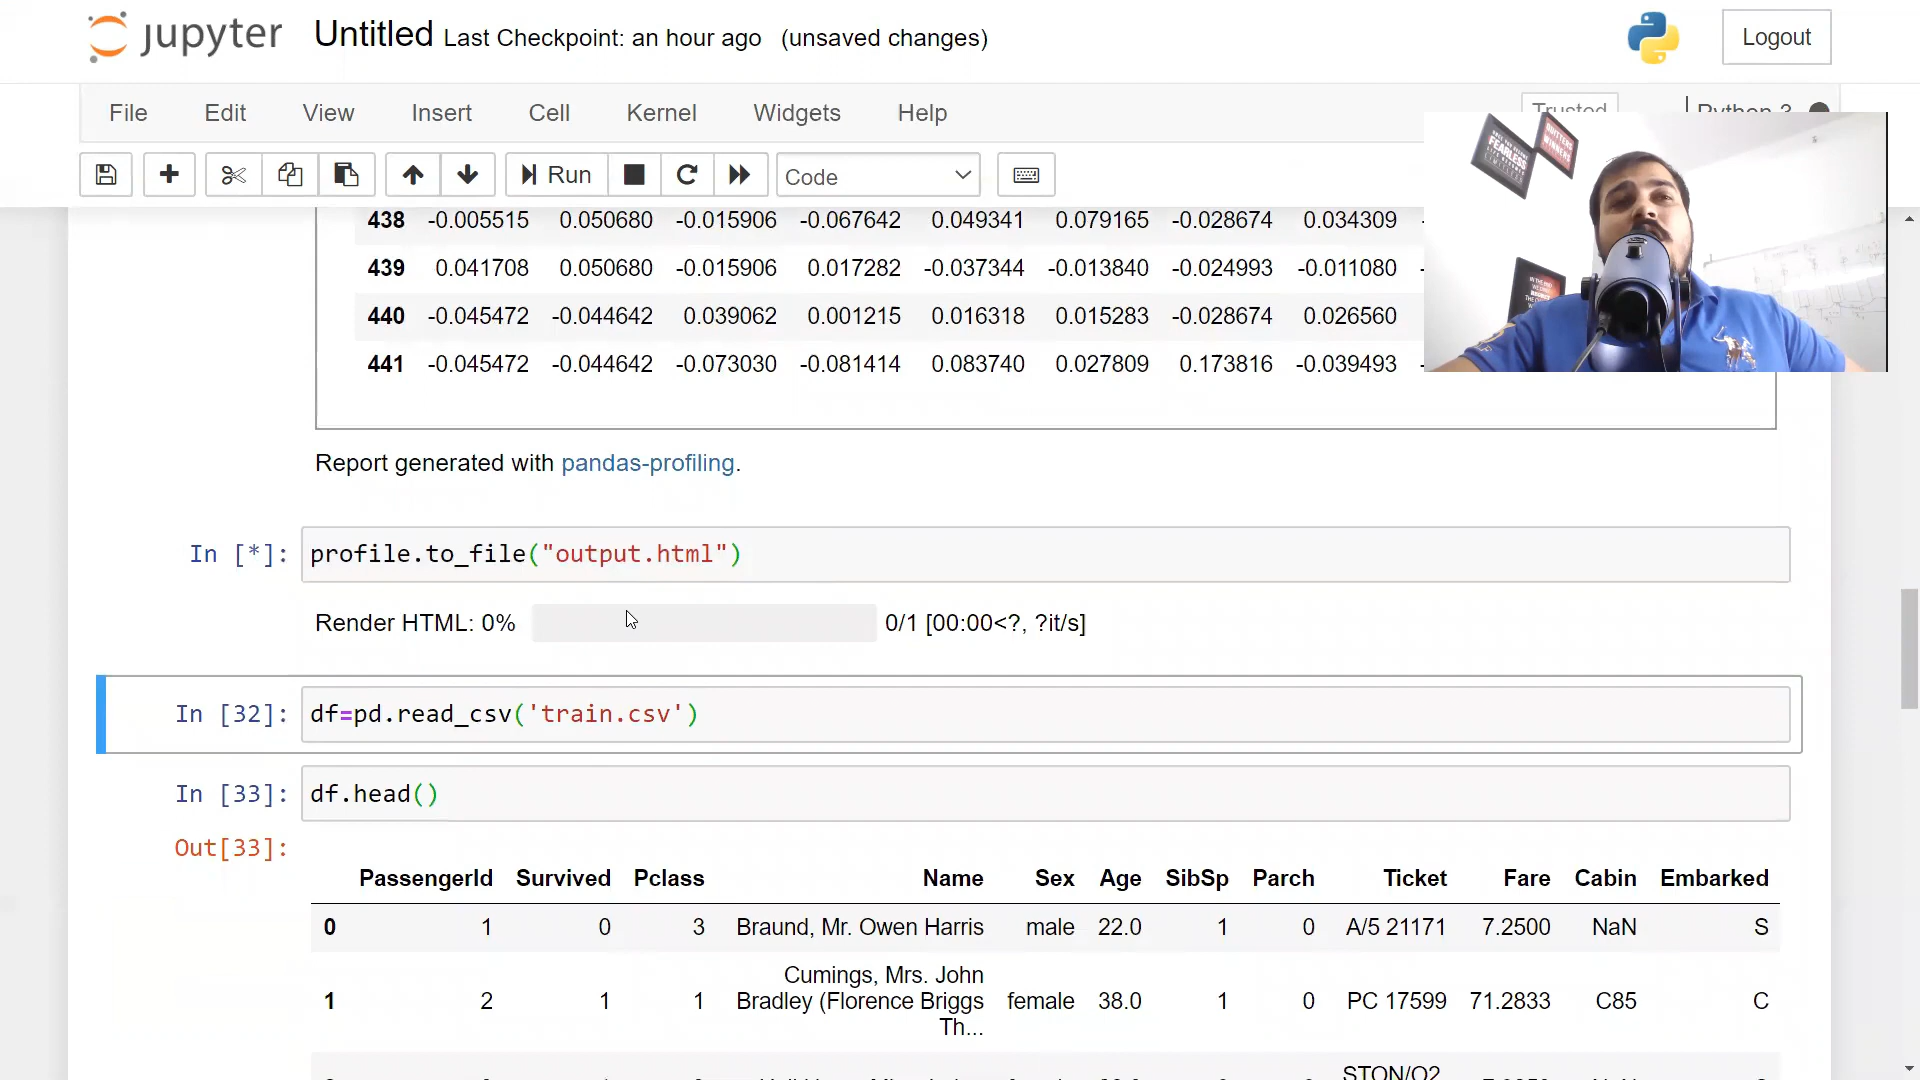 jupyter Untitled Last Checkpoint: an hour ago (unsaved changes) Logout
File Edit View Insert Cell Kernel Widgets Help Trusted Python 3
Run Code
FEARLESS
438 -0.005515 0.050680 -0.015906 -0.067642 0.049341 0.079165 -0.028674 0.034309
439 0.041708 0.050680 -0.015906 0.017282 -0.037344 -0.013840 -0.024993 -0.011080
440 -0.045472 -0.044642 0.039062 0.001215 0.016318 0.015283 -0.028674 0.026560
441 -0.045472 -0.044642 -0.073030 -0.081414 0.083740 0.027809 0.173816 -0.039493
Report generated with pandas-profiling.
In [*]: profile.to_file("output.html")
Render HTML: 0% 0/1 [00:00<?, ?it/s]
In [32]: df=pd.read_csv('train.csv')
In [33]: df.head()
Out[33]:
PassengerId Survived Pclass Name Sex Age SibSp Parch Ticket Fare Cabin Embarked
0 1 0 3 Braund, Mr. Owen Harris male 22.0 1 0 A/5 21171 7.2500 NaN S
Cumings, Mrs. John
1 2 1 1 Bradley (Florence Briggs female 38.0 1 0 PC 17599 71.2833 C85 C
Th...
STON/O2